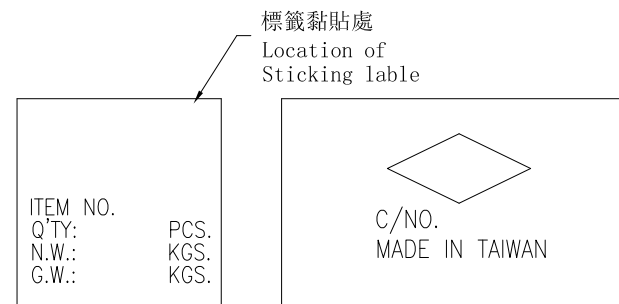 標籤黏貼處
Location of
Sticking lable
ITEM NO.
Q'TY: PCS.
N.W.: KGS.
G.W.: KGS.
C/NO.
MADE IN TAIWAN